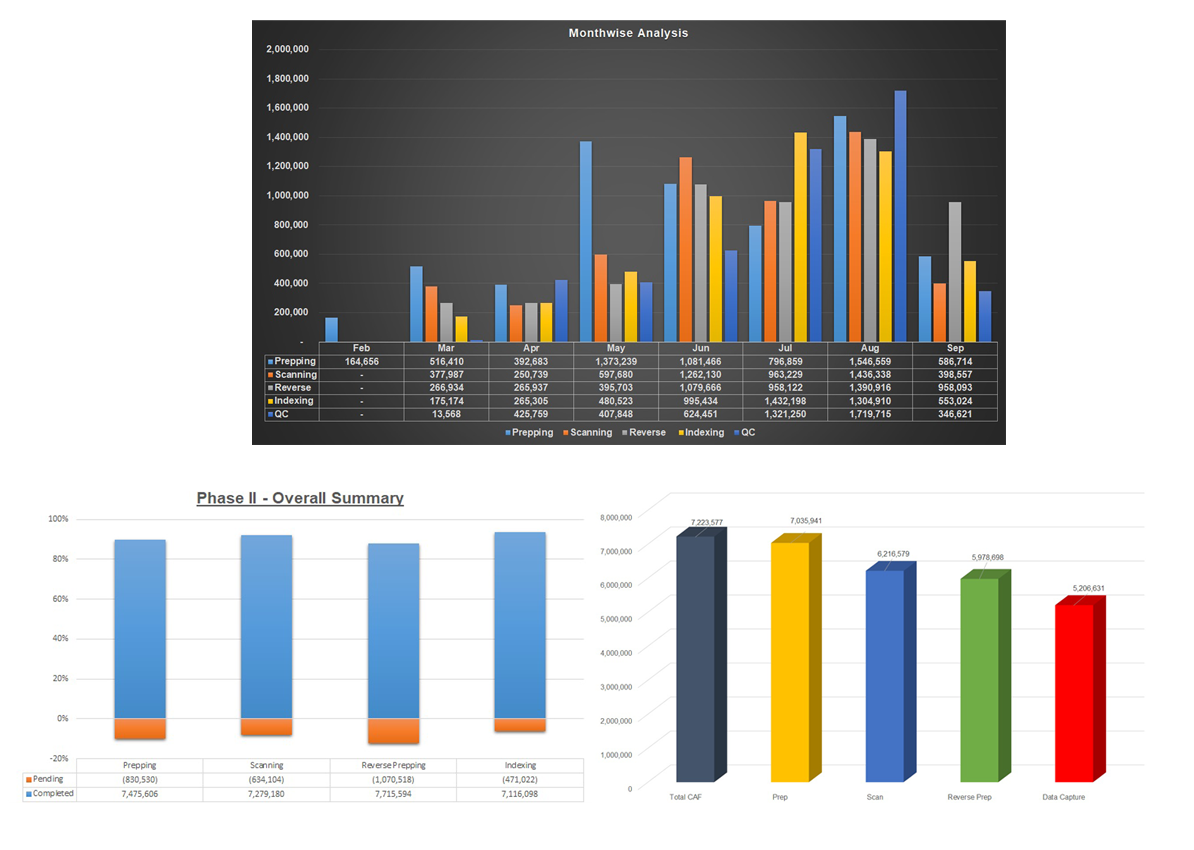 Monthwise Analysis
2,000,000
1,800,000
1,600,000
1,400,000
1,200,000
1,000,000
800,000
600,000
400,000
200,000
-
Feb Mar Apr May Jun Jul Aug Sep
Prepping 164,656 516,410 392,683 1,373,239 1,081,466 796,859 1,546,559 586,714
Scanning - 377,987 250,739 597,680 1,262,130 963,229 1,436,338 398,557
Reverse - 266,934 265,937 395,703 1,079,666 958,122 1,390,916 958,093
Indexing - 175,174 265,305 480,523 995,434 1,432,198 1,304,910 553,024
QC - 13,568 425,759 407,848 624,451 1,321,250 1,719,715 346,621
Prepping Scanning Reverse Indexing QC
Phase II - Overall Summary
100%
80%
60%
40%
20%
0%
-20%
Prepping Scanning Reverse Prepping Indexing
Pending (830,530) (634,104) (1,070,518) (471,022)
Completed 7,475,606 7,279,180 7,715,594 7,116,098
8,000,000
7,000,000
6,000,000
5,000,000
4,000,000
3,000,000
2,000,000
1,000,000
0
7,223,577
7,035,941
6,216,579
5,978,698
5,206,631
Total CAF Prep Scan Reverse Prep Data Capture